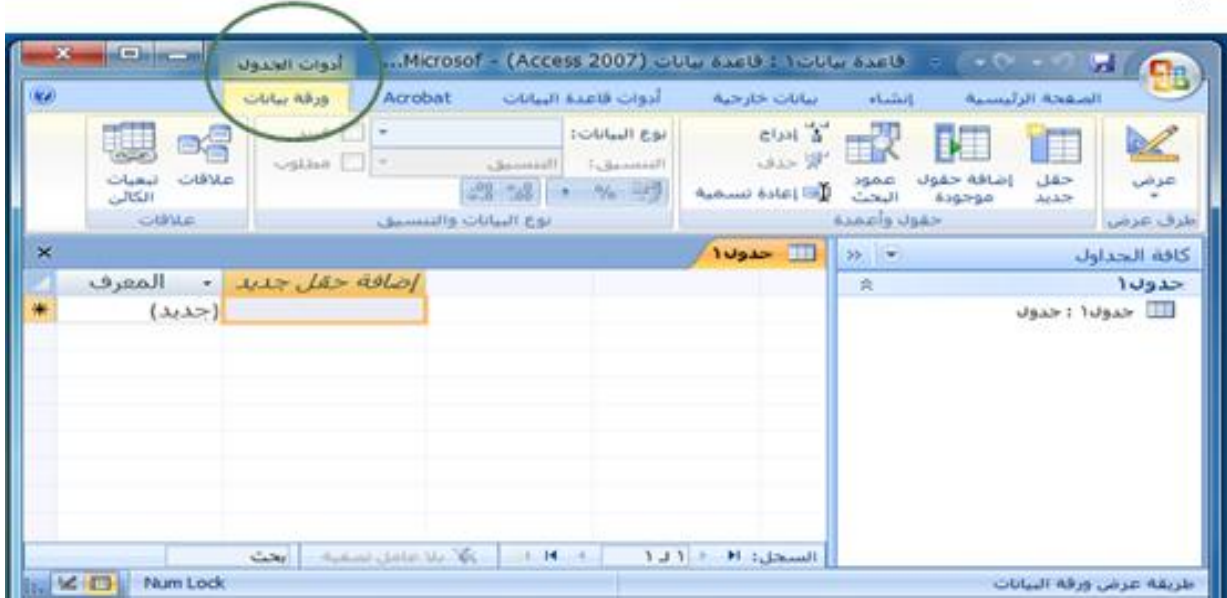 قاعدة بيانات١ : قاعدة بيانات (Access 2007) - Microsof...
أدوات الجدول
الصفحة الرئيسية إنشاء بيانات خارجية أدوات قاعدة البيانات Acrobat ورقة بيانات
عرض
حقل جديد
إضافة حقول موجودة
عمود البحث
إدراج
حذف
إعادة تسمية
نوع البيانات:
التنسيق: التنسيق
مطلوب
علاقات
تبعيات الكائن
طرق عرض حقول وأعمدة نوع البيانات والتنسيق علاقات
كافة الجداول
جدول١
جدول١ : جدول
جدول١
إضافة حقل جديد المعرف
(جديد)
السجل: ١ لـ ١ بلا عامل تصفية بحث
طريقة عرض ورقة البيانات Num Lock